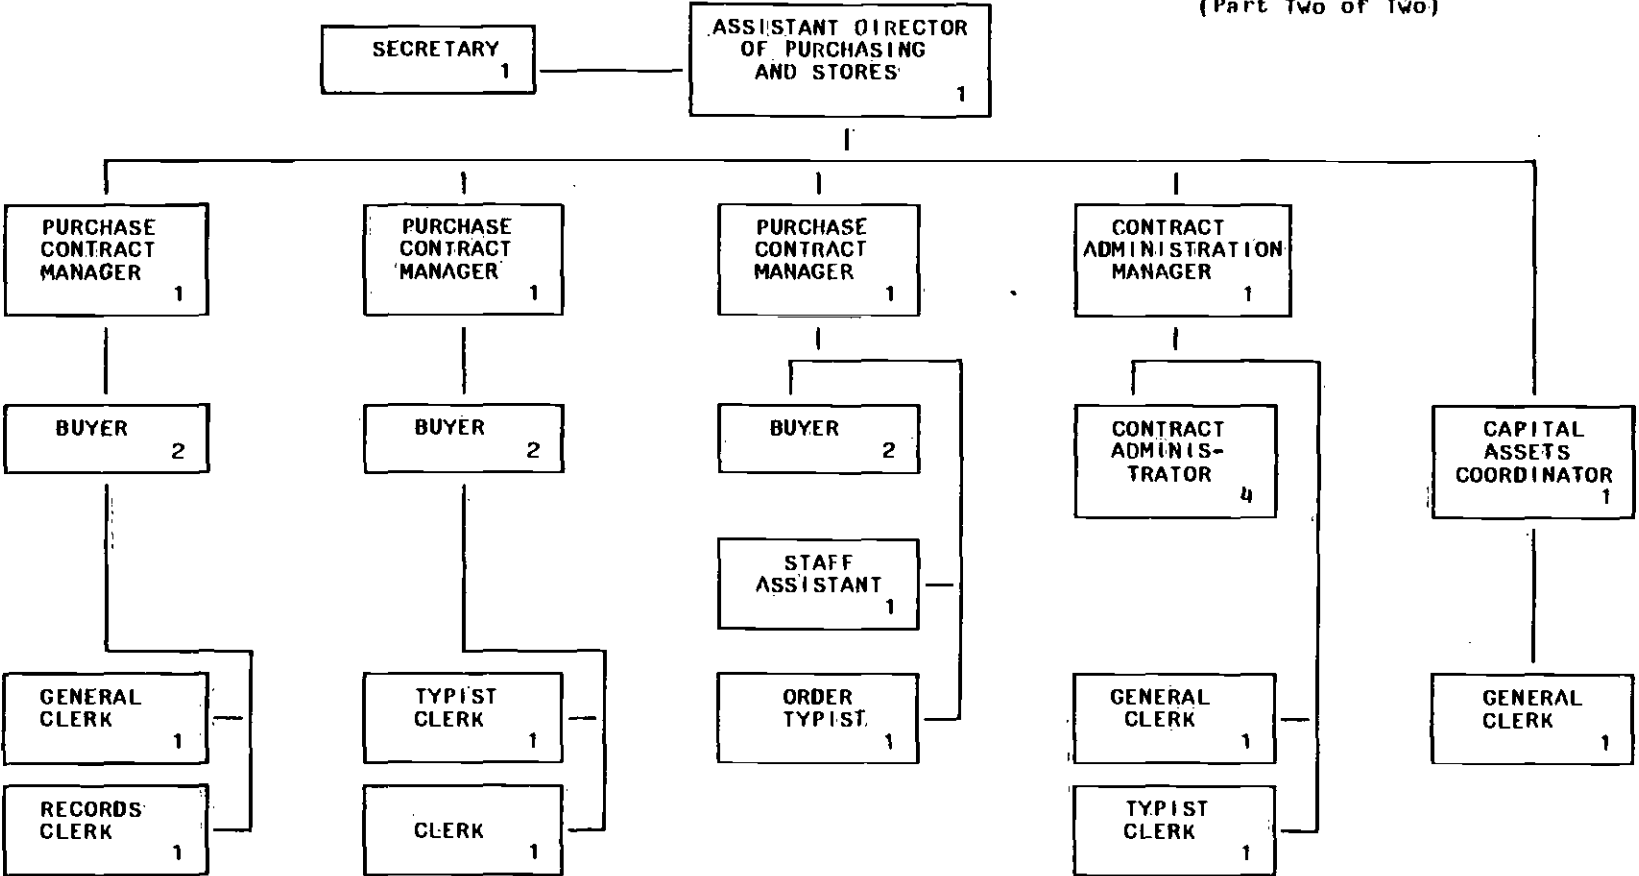 (Part Two of Two)
SECRETARY
1
ASSISTANT DIRECTOR
OF PURCHASING
AND STORES
1
PURCHASE
CONTRACT
MANAGER
1
PURCHASE
CONTRACT
MANAGER
1
PURCHASE
CONTRACT
MANAGER
1
CONTRACT
ADMINISTRATION
MANAGER
1
BUYER
2
BUYER
2
BUYER
2
CONTRACT
ADMINIS-
TRATOR
4
CAPITAL
ASSETS
COORDINATOR
1
STAFF
ASSISTANT
1
GENERAL
CLERK
1
TYPIST
CLERK
1
ORDER
TYPIST
1
GENERAL
CLERK
1
GENERAL
CLERK
1
RECORDS
CLERK
1
CLERK
1
TYPIST
CLERK
1